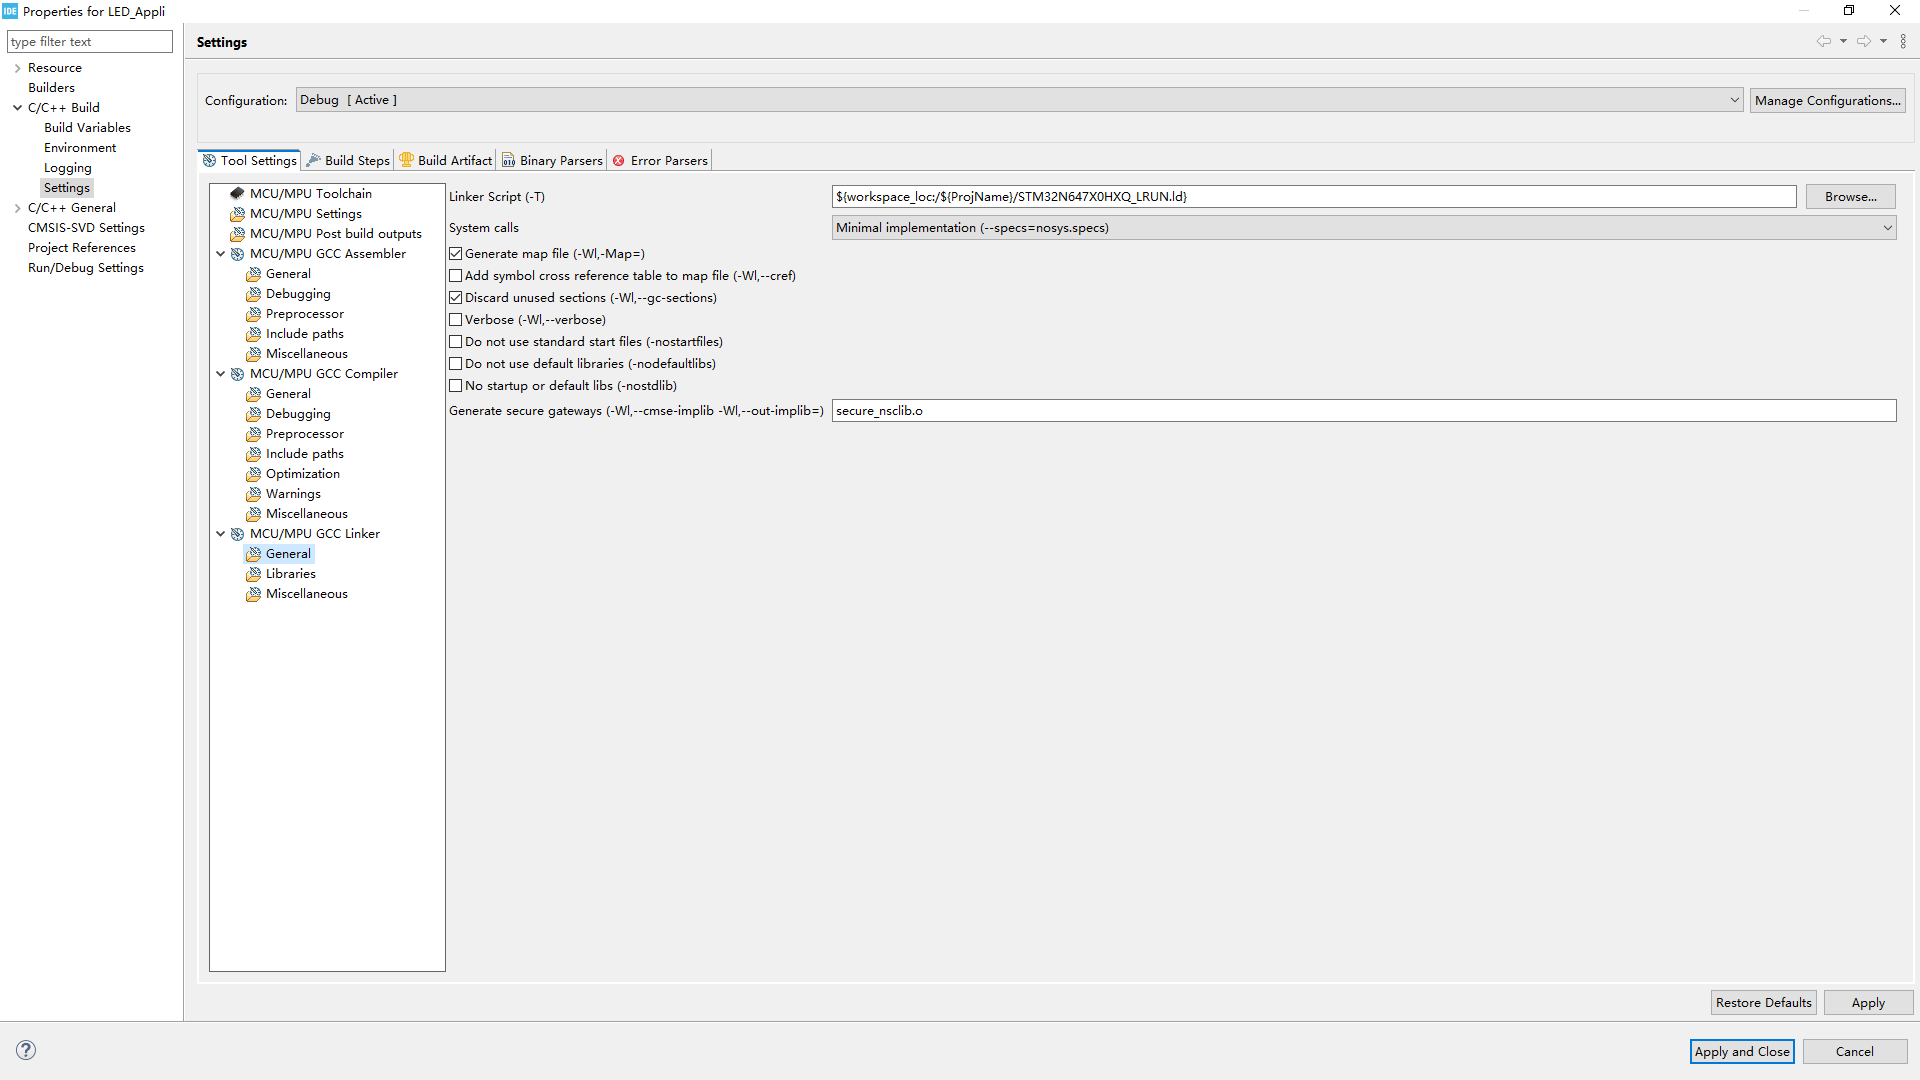 IDE Properties for LED_Appli
type filter text
Resource
Builders
C/C++ Build
Build Variables
Environment
Logging
Settings
C/C++ General
CMSIS-SVD Settings
Project References
Run/Debug Settings
Settings
Configuration: Debug [ Active ] Manage Configurations...
Tool Settings Build Steps Build Artifact Binary Parsers Error Parsers
MCU/MPU Toolchain
MCU/MPU Settings
MCU/MPU Post build outputs
MCU/MPU GCC Assembler
General
Debugging
Preprocessor
Include paths
Miscellaneous
MCU/MPU GCC Compiler
General
Debugging
Preprocessor
Include paths
Optimization
Warnings
Miscellaneous
MCU/MPU GCC Linker
General
Libraries
Miscellaneous
Linker Script (-T) ${workspace_loc:/${ProjName}/STM32N647X0HXQ_LRUN.ld} Browse...
System calls Minimal implementation (--specs=nosys.specs)
Generate map file (-Wl,-Map=)
Add symbol cross reference table to map file (-Wl,--cref)
Discard unused sections (-Wl,--gc-sections)
Verbose (-Wl,--verbose)
Do not use standard start files (-nostartfiles)
Do not use default libraries (-nodefaultlibs)
No startup or default libs (-nostdlib)
Generate secure gateways (-Wl,--cmse-implib -Wl,--out-implib=) secure_nsclib.o
Restore Defaults Apply
? Apply and Close Cancel